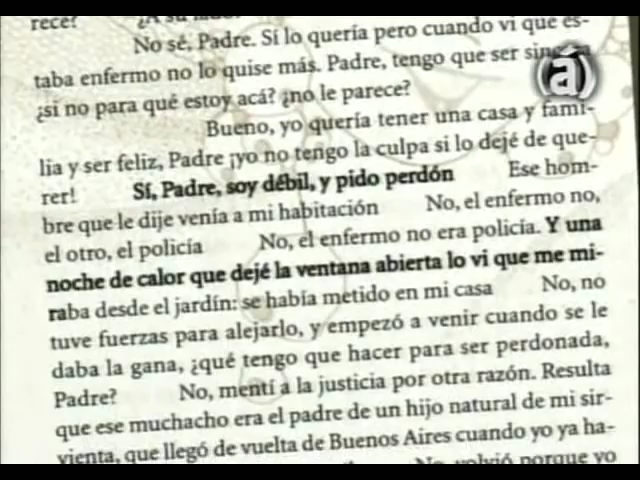 rece?
No sé, Padre. Sí lo quería pero cuando vi que es-
taba enfermo no lo quise más. Padre, tengo que ser
¿si no para qué estoy acá? ¿no le parece?
Bueno, yo quería tener una casa y fami-
lia y ser feliz, Padre ¡yo no tengo la culpa si lo dejé de que-
rer! Sí, Padre, soy débil, y pido perdón Ese hom-
bre que le dije venía a mi habitación No, el enfermo no,
el otro, el policía No, el enfermo no era policía. Y una
noche de calor que dejé la ventana abierta lo vi que me mi-
raba desde el jardín: se había metido en mi casa No, no
tuve fuerzas para alejarlo, y empezó a venir cuando se le
daba la gana, ¿qué tengo que hacer para ser perdonada,
Padre? No, mentí a la justicia por otra razón. Resulta
que ese muchacho era el padre de un hijo natural de mi sir-
vienta, que llegó de vuelta de Buenos Aires cuando yo ya ha-
No, volvió porque yo
(á)